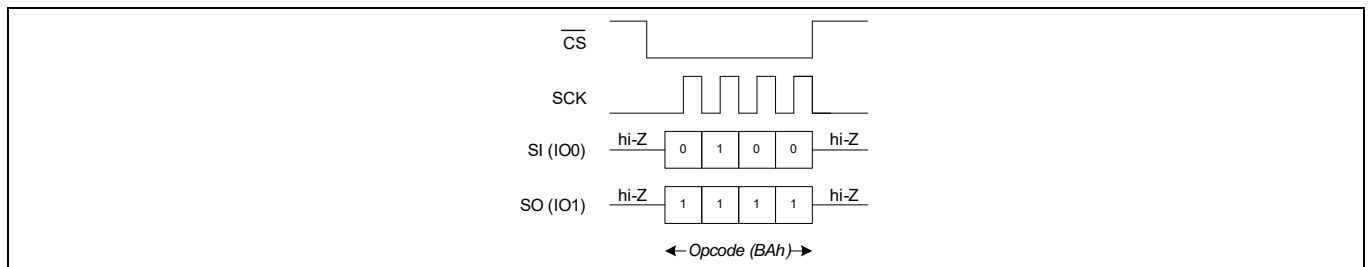 CS
SCK
hi-Z 0 1 0 0 hi-Z
SI (IO0)
hi-Z 1 1 1 1 hi-Z
SO (IO1)
Opcode (BAh)